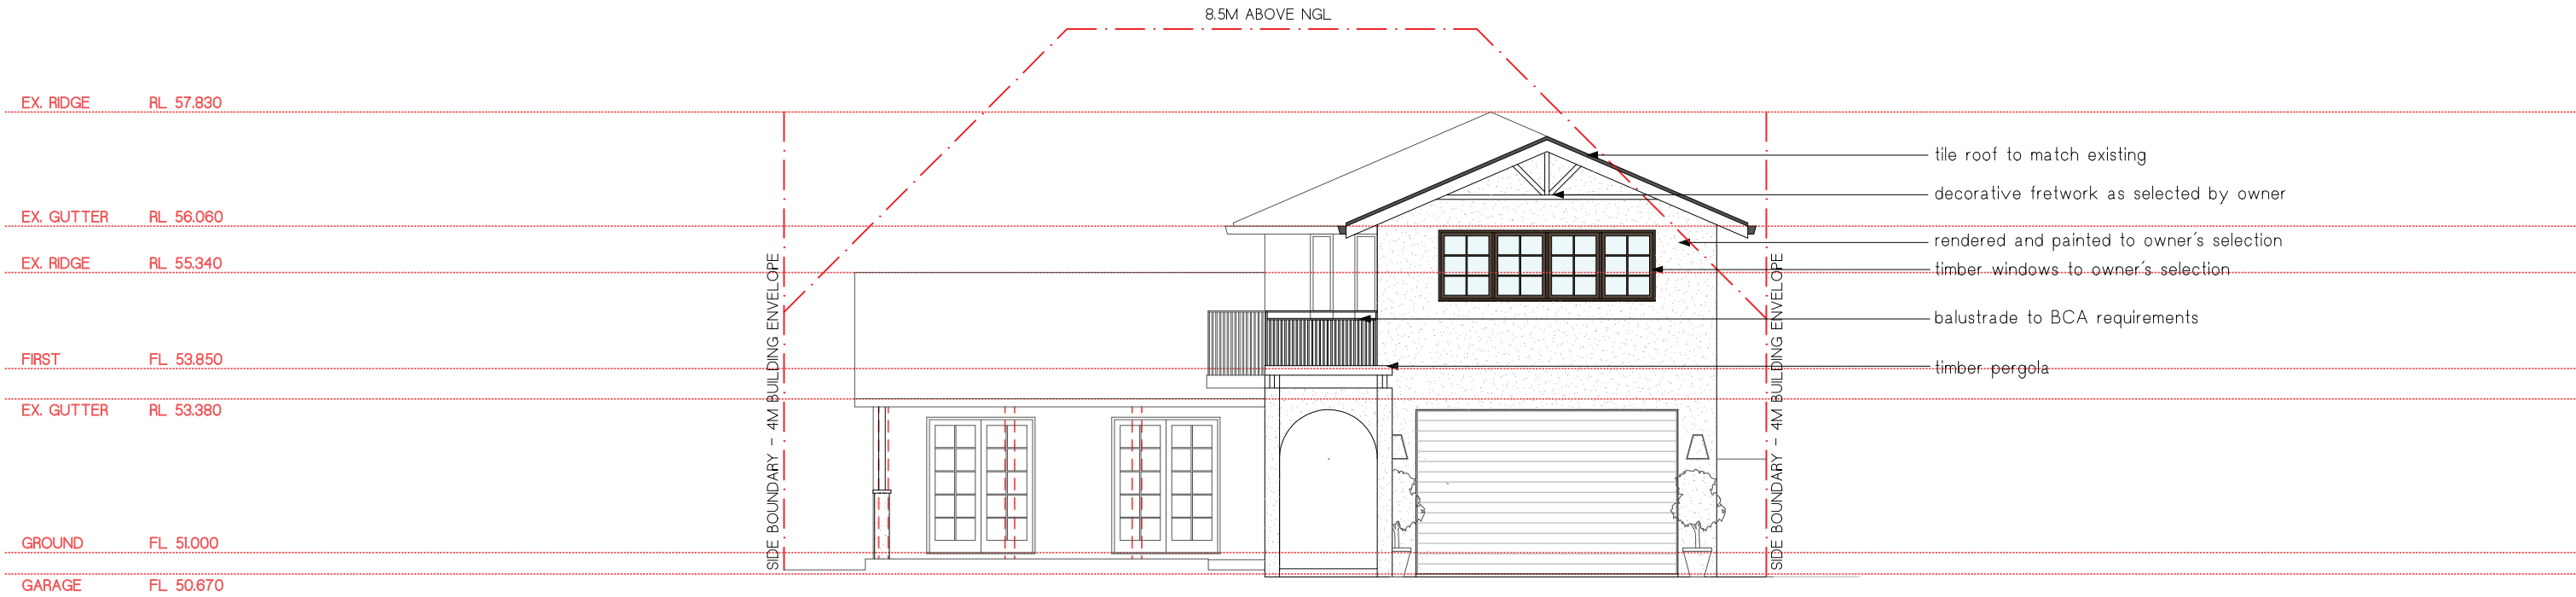 8.5M ABOVE NGL
EX. RIDGE RL 57.830
tile roof to match existing
decorative fretwork as selected by owner
EX. GUTTER RL 56.060
rendered and painted to owner's selection
EX. RIDGE RL 55.340
timber windows to owner's selection
balustrade to BCA requirements
FIRST FL 53.850
timber pergola
EX. GUTTER RL 53.380
SIDE BOUNDARY - 4M BUILDING ENVELOPE
SIDE BOUNDARY - 4M BUILDING ENVELOPE
GROUND FL 51.000
GARAGE FL 50.670